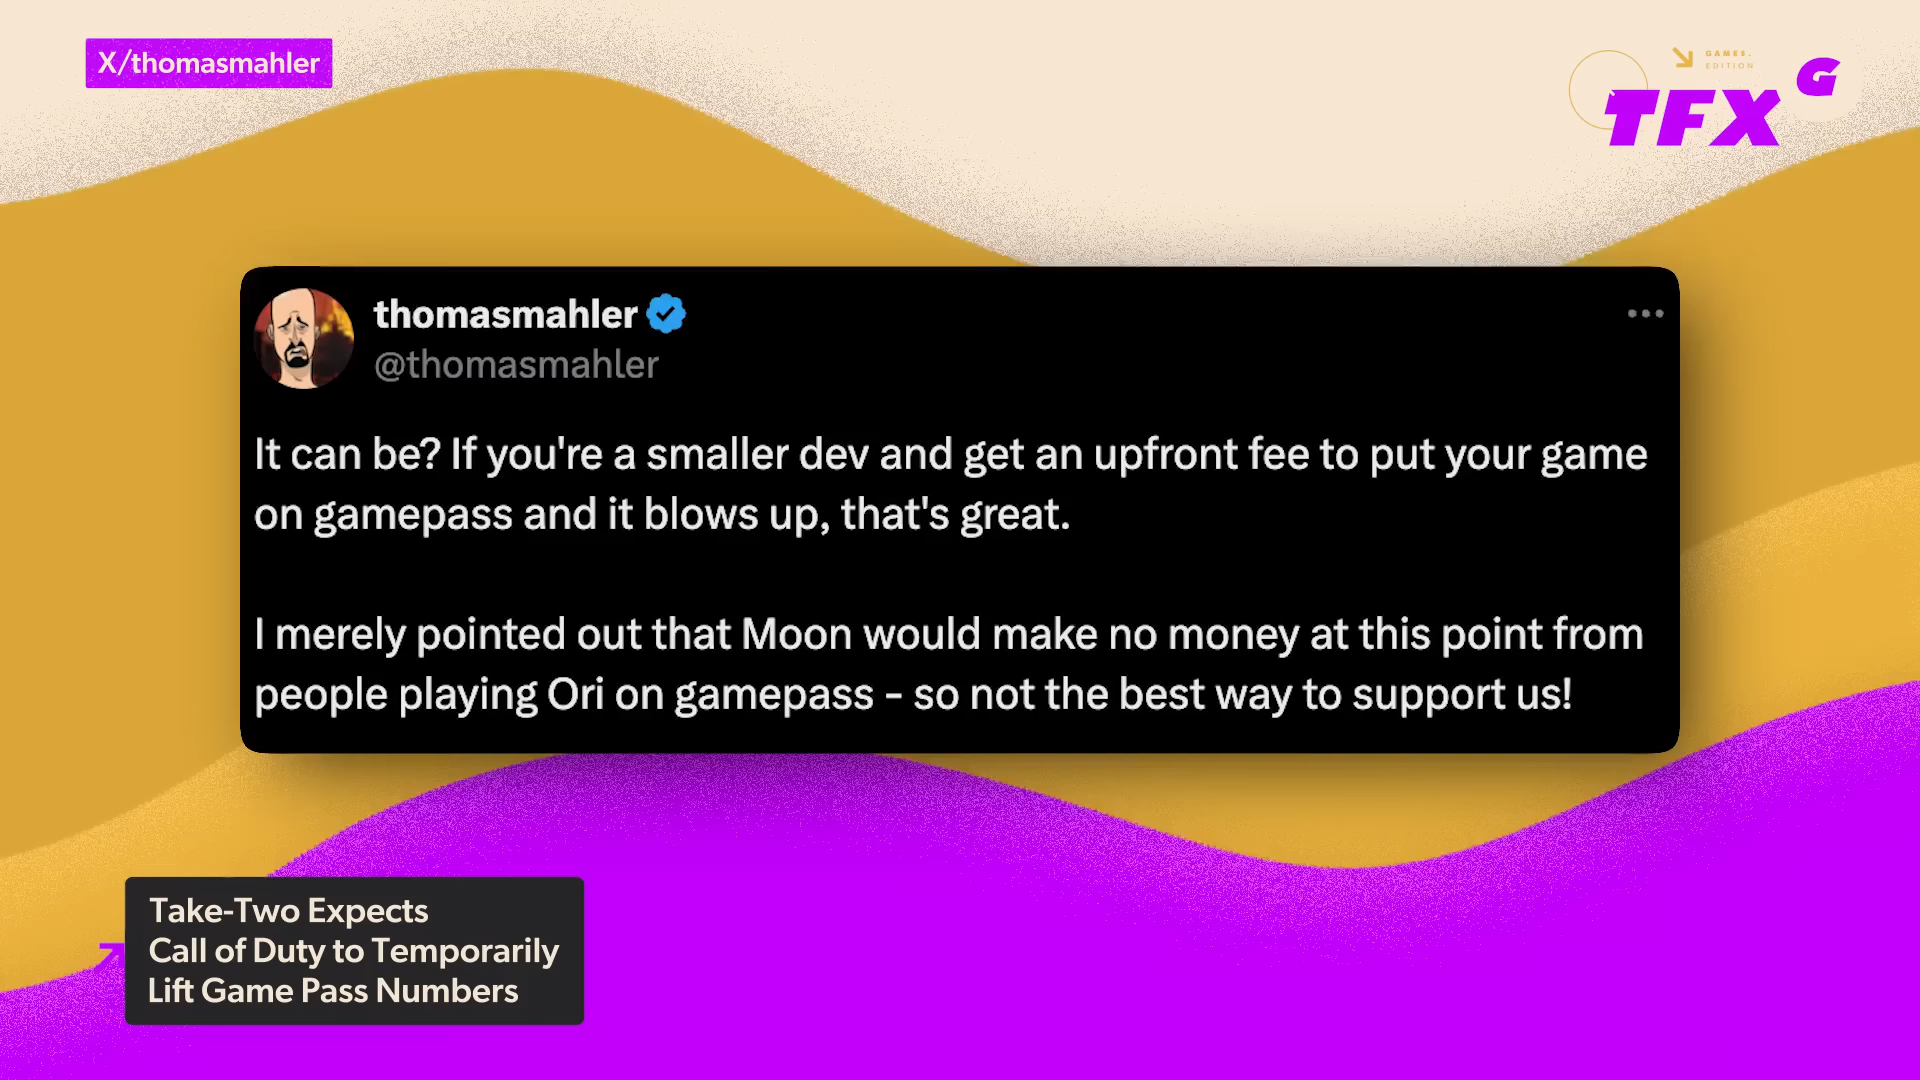 X/thomasmahler
GAMES.
EDITION
TFX G
thomasmahler
@thomasmahler
It can be? If you're a smaller dev and get an upfront fee to put your game
on gamepass and it blows up, that's great.
I merely pointed out that Moon would make no money at this point from
people playing Ori on gamepass - so not the best way to support us!
Take-Two Expects
Call of Duty to Temporarily
Lift Game Pass Numbers